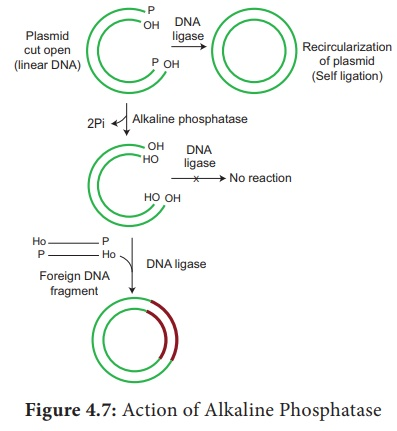 P
OH
DNA
ligase
Plasmid
cut open
(linear DNA)
P OH
Recircularization
of plasmid
(Self ligation)
2Pi
Alkaline phosphatase
OH
HO
DNA
ligase
x
No reaction
HO OH
Ho P
P Ho
DNA ligase
Foreign DNA
fragment
Figure 4.7: Action of Alkaline Phosphatase